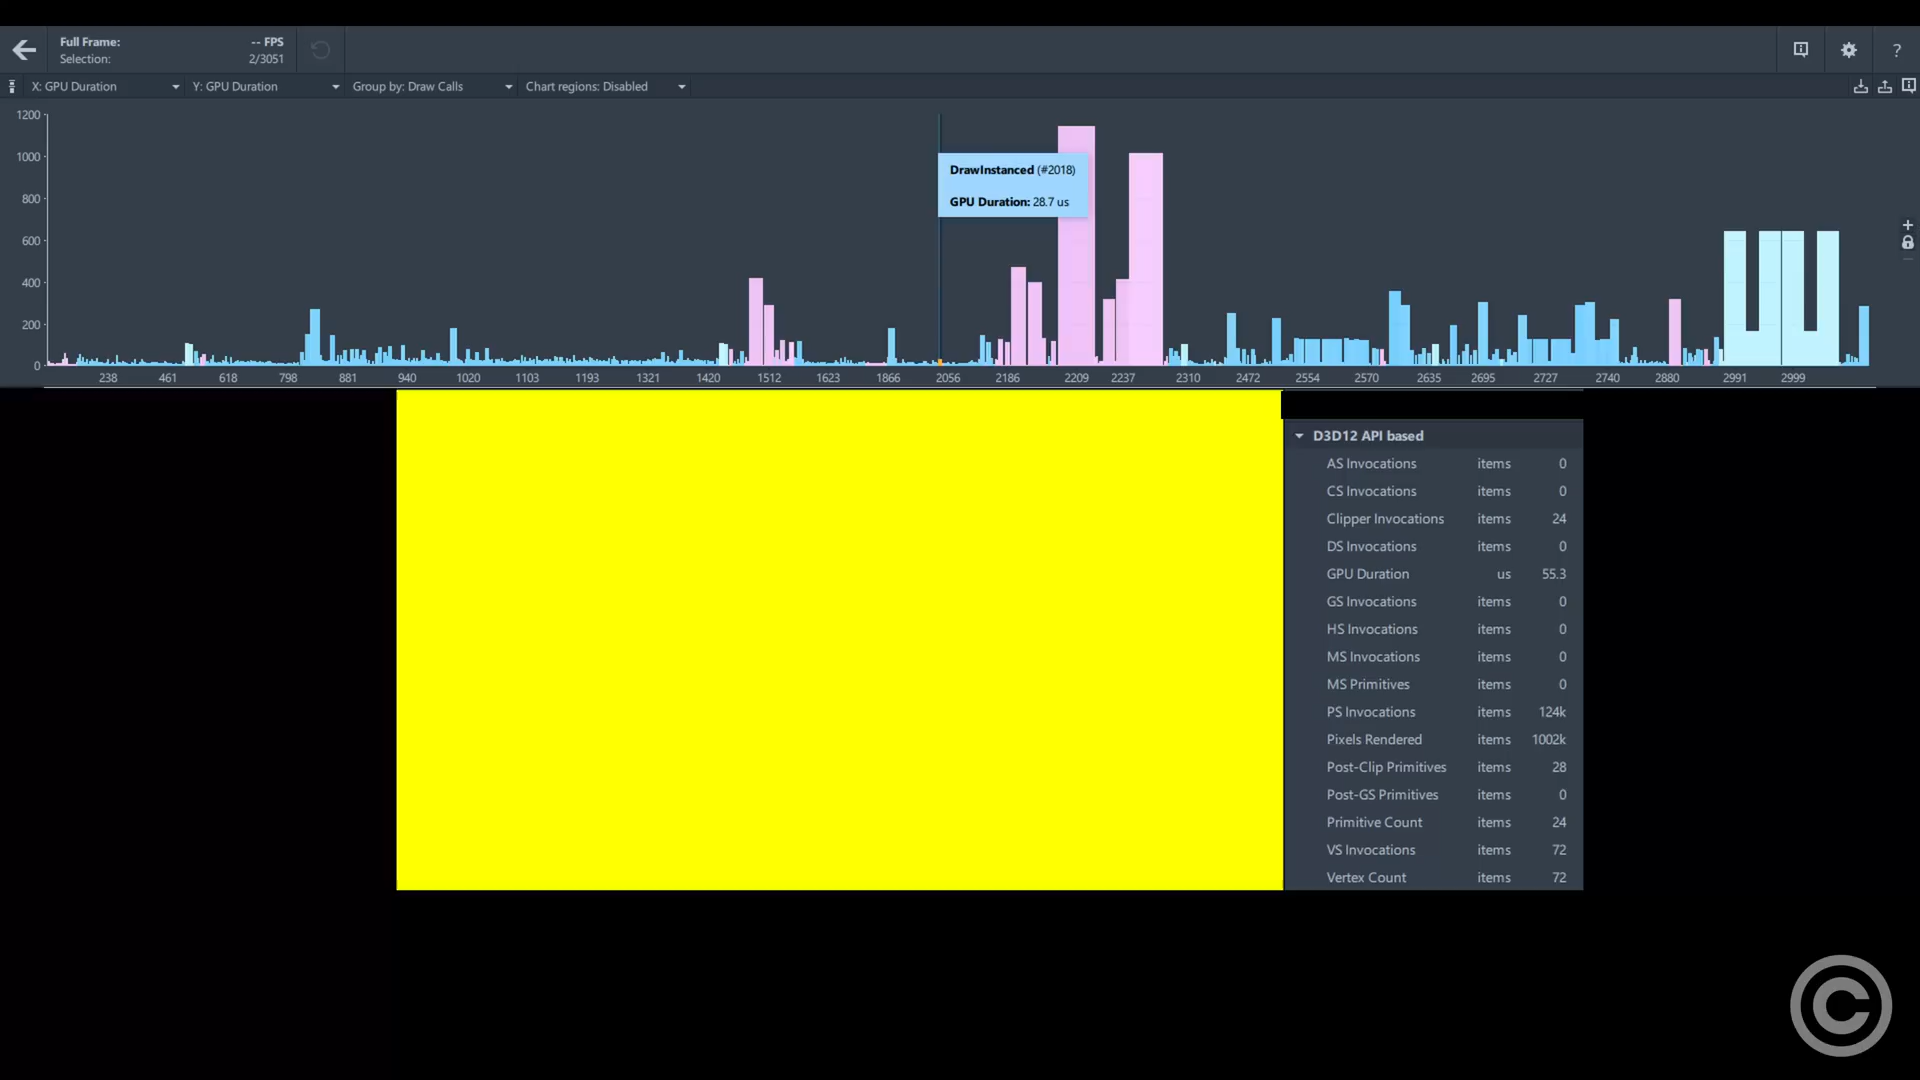 Full Frame: -- FPS
Selection: 2/3051
X: GPU Duration Y: GPU Duration Group by: Draw Calls Chart regions: Disabled
?
1200
1000
800
600
400
200
0
DrawInstanced (#2018)
GPU Duration: 28.7 us
238 461 618 798 881 940 1020 1103 1193 1321 1420 1512 1623 1866 2056 2186 2209 2237 2310 2472 2554 2570 2635 2695 2727 2740 2880 2991 2999
D3D12 API based
AS Invocations items 0
CS Invocations items 0
Clipper Invocations items 24
DS Invocations items 0
GPU Duration us 55.3
GS Invocations items 0
HS Invocations items 0
MS Invocations items 0
MS Primitives items 0
PS Invocations items 124k
Pixels Rendered items 1002k
Post-Clip Primitives items 28
Post-GS Primitives items 0
Primitive Count items 24
VS Invocations items 72
Vertex Count items 72
©